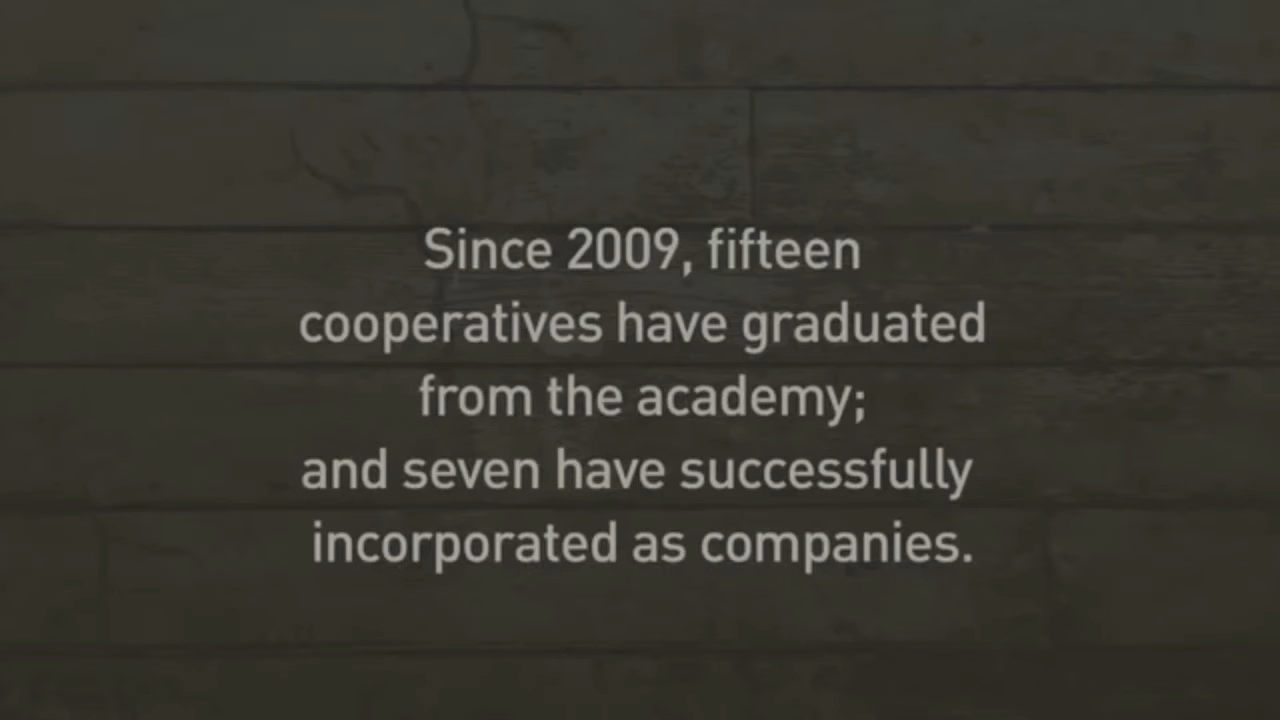 Since 2009, fifteen
cooperatives have graduated
from the academy;
and seven have successfully
incorporated as companies.